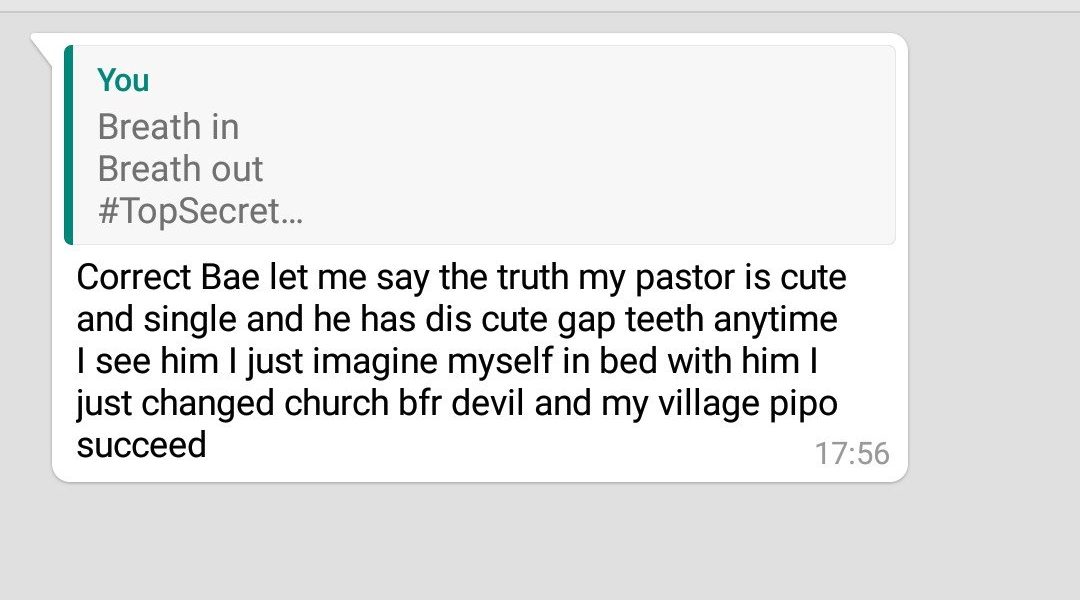 You
Breath in
Breath out
#TopSecret...
Correct Bae let me say the truth my pastor is cute
and single and he has dis cute gap teeth anytime
I see him I just imagine myself in bed with him I
just changed church bfr devil and my village pipo
succeed
17:56